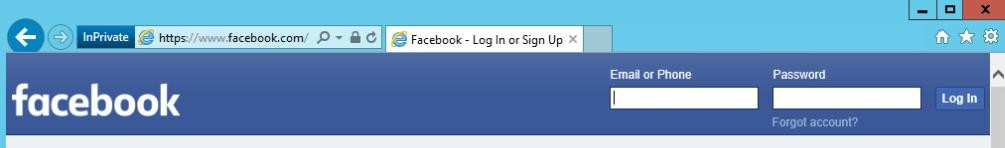 InPrivate https://www.facebook.com/ Facebook - Log In or Sign Up
Email or Phone Password
facebook Log In
Forgot account?